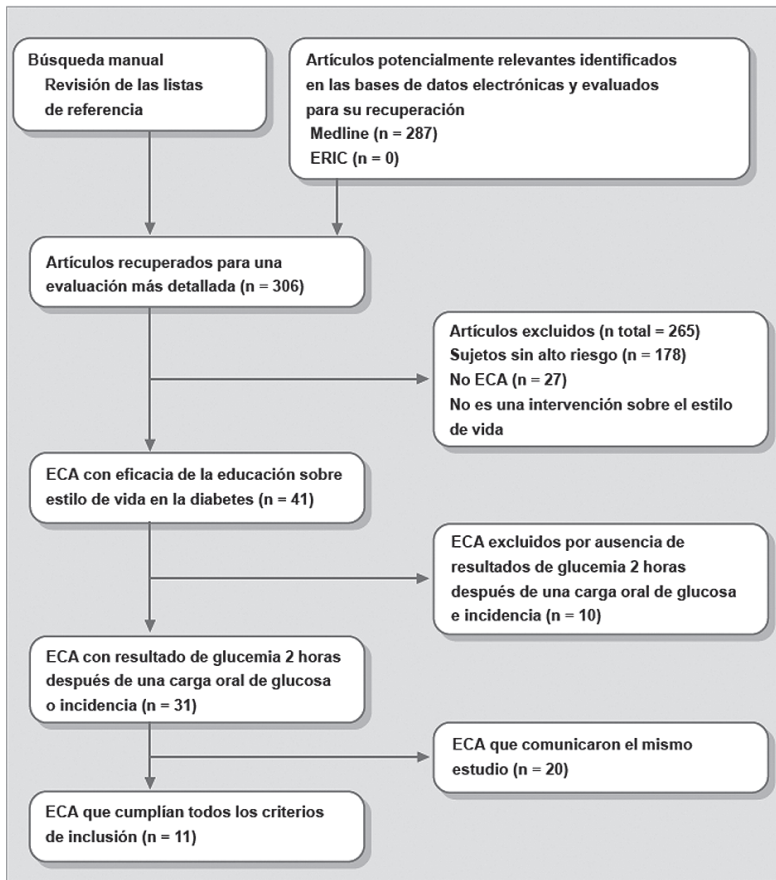 Búsqueda manual
Revisión de las listas
de referencia
Artículos potencialmente relevantes identificados
en las bases de datos electrónicas y evaluados
para su recuperación
Medline (n = 287)
ERIC (n = 0)
Artículos recuperados para una
evaluación más detallada (n = 306)
Artículos excluidos (n total = 265)
Sujetos sin alto riesgo (n = 178)
No ECA (n = 27)
No es una intervención sobre el estilo
de vida
ECA con eficacia de la educación sobre
estilo de vida en la diabetes (n = 41)
ECA excluidos por ausencia de
resultados de glucemia 2 horas
después de una carga oral de glucosa
e incidencia (n = 10)
ECA con resultado de glucemia 2 horas
después de una carga oral de glucosa
o incidencia (n = 31)
ECA que comunicaron el mismo
estudio (n = 20)
ECA que cumplían todos los criterios
de inclusión (n = 11)